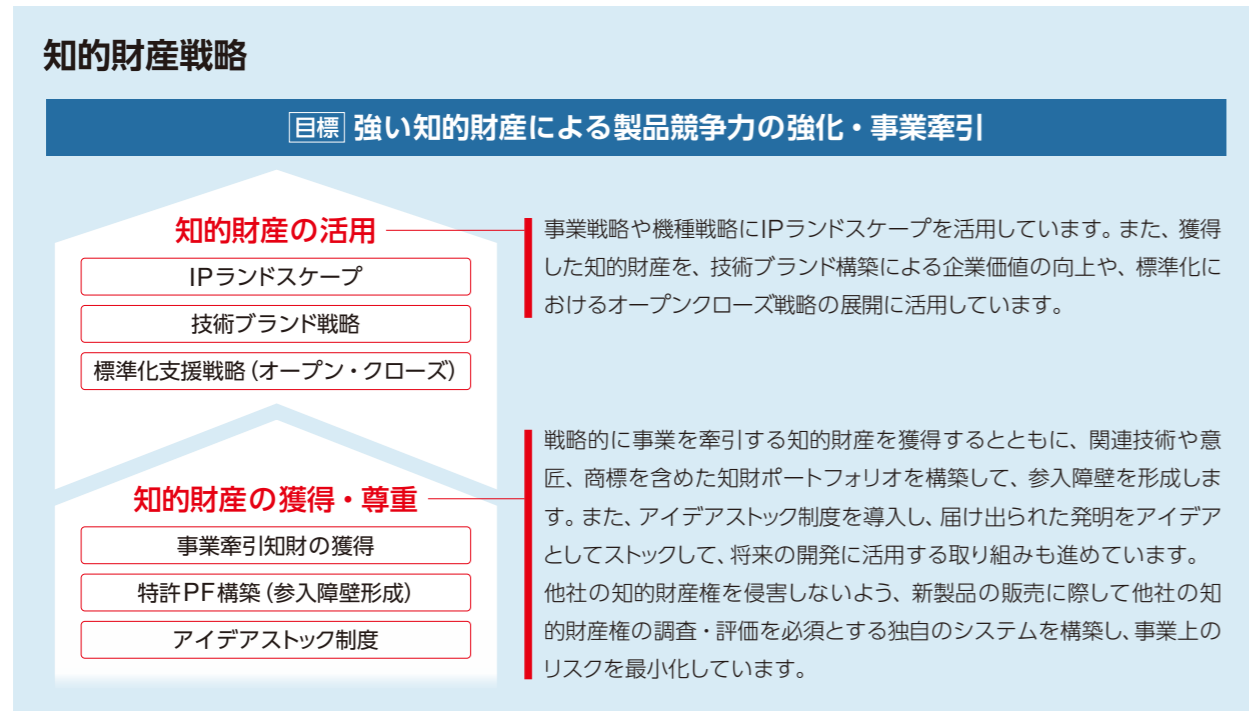 知的財産戦略
目標 強い知的財産による製品競争力の強化・事業牽引
知的財産の活用
IPランドスケープ
技術ブランド戦略
標準化支援戦略（オープン・クローズ）
事業戦略や機種戦略にIPランドスケープを活用しています。また、獲得
した知的財産を、技術ブランド構築による企業価値の向上や、標準化に
おけるオープンクローズ戦略の展開に活用しています。
知的財産の獲得・尊重
事業牽引知財の獲得
特許PF構築（参入障壁形成）
アイデアストック制度
戦略的に事業を牽引する知的財産を獲得するとともに、関連技術や意
匠、商標を含めた知財ポートフォリオを構築して、参入障壁を形成しま
す。また、アイデアストック制度を導入し、届け出られた発明をアイデア
としてストックして、将来の開発に活用する取り組みも進めています。
他社の知的財産権を侵害しないよう、新製品の販売に際して他社の知
的財産権の調査・評価を必須とする独自のシステムを構築し、事業上の
リスクを最小化しています。